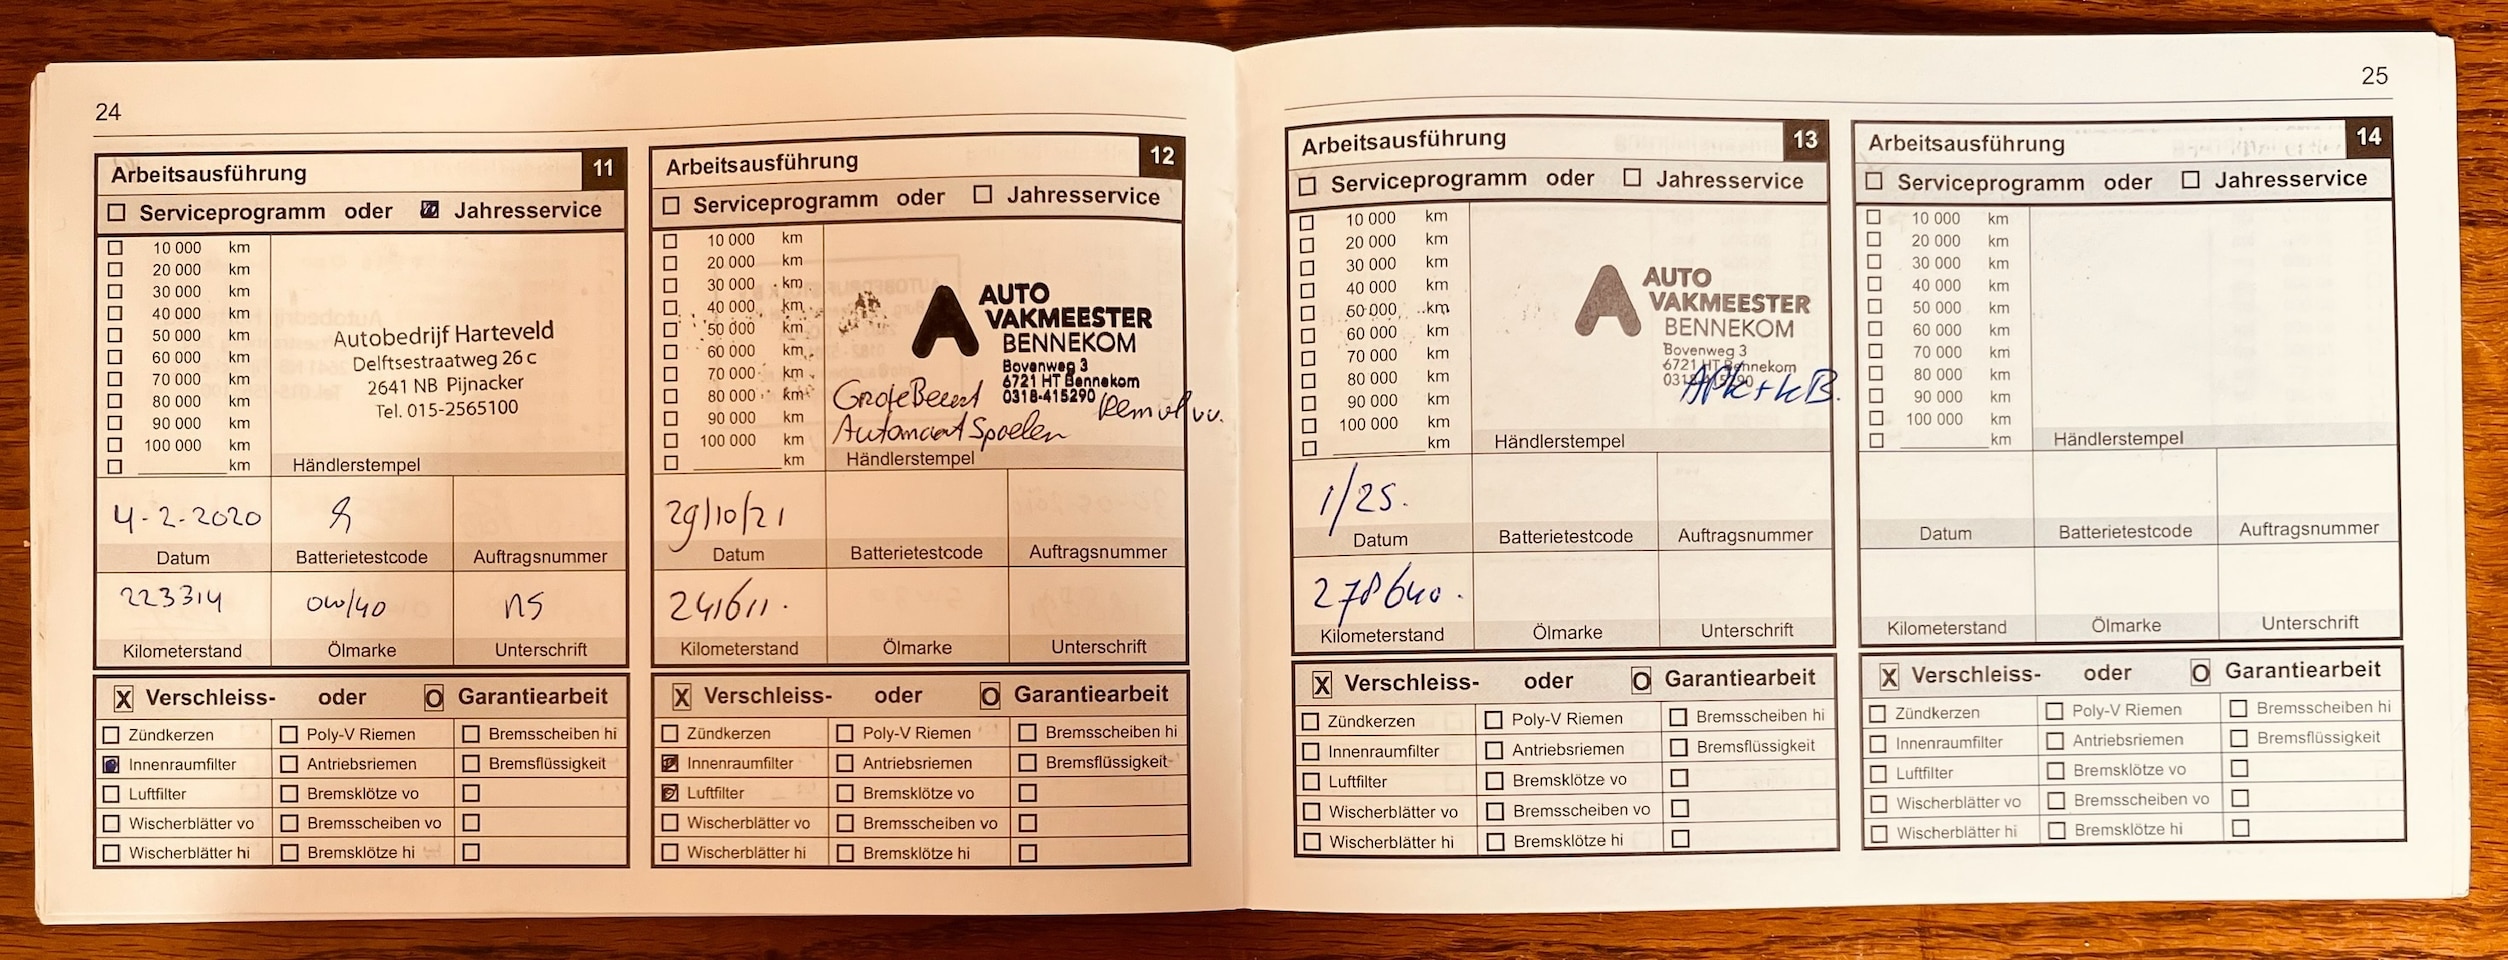 24
Arbeitsausführung 11
Serviceprogramm oder Jahresservice
10 000 km
20 000 km
30 000 km
40 000 km
50 000 km
60 000 km
70 000 km
80 000 km
90 000 km
100 000 km
km
Autobedrijf Harteveld
Delftsestraatweg 26 c
2641 NB Pijnacker
Tel. 015-2565100
Händlerstempel
4-2-2020
Datum Batterietestcode Auftragsnummer
223314 0w/40 NS
Kilometerstand Ölmarke Unterschrift
X Verschleiss- oder O Garantiearbeit
Zündkerzen Poly-V Riemen Bremsscheiben hi
Innenraumfilter Antriebsriemen Bremsflüssigkeit
Luftfilter Bremsklötze vo
Wischerblätter vo Bremsscheiben vo
Wischerblätter hi Bremsklötze hi
Arbeitsausführung 12
Serviceprogramm oder Jahresservice
10 000 km
20 000 km
30 000 km
40 000 km
50 000 km
60 000 km
70 000 km
80 000 km
90 000 km
100 000 km
km
AUTO
VAKMEESTER
BENNEKOM
Bovenweg 3
6721 HT Bennekom
0318-415290
Grote Beurt
Automaat Spoelen
Händlerstempel
29/10/21
Datum Batterietestcode Auftragsnummer
241611.
Kilometerstand Ölmarke Unterschrift
X Verschleiss- oder O Garantiearbeit
Zündkerzen Poly-V Riemen Bremsscheiben hi
Innenraumfilter Antriebsriemen Bremsflüssigkeit
Luftfilter Bremsklötze vo
Wischerblätter vo Bremsscheiben vo
Wischerblätter hi Bremsklötze hi
25
Arbeitsausführung 13
Serviceprogramm oder Jahresservice
10 000 km
20 000 km
30 000 km
40 000 km
50 000 km
60 000 km
70 000 km
80 000 km
90 000 km
100 000 km
km
AUTO
VAKMEESTER
BENNEKOM
Bovenweg 3
6721 HT Bennekom
0318-415290
APK + KB.
Händlerstempel
1/25.
Datum Batterietestcode Auftragsnummer
278640.
Kilometerstand Ölmarke Unterschrift
X Verschleiss- oder O Garantiearbeit
Zündkerzen Poly-V Riemen Bremsscheiben hi
Innenraumfilter Antriebsriemen Bremsflüssigkeit
Luftfilter Bremsklötze vo
Wischerblätter vo Bremsscheiben vo
Wischerblätter hi Bremsklötze hi
Arbeitsausführung 14
Serviceprogramm oder Jahresservice
10 000 km
20 000 km
30 000 km
40 000 km
50 000 km
60 000 km
70 000 km
80 000 km
90 000 km
100 000 km
km
Händlerstempel
Datum Batterietestcode Auftragsnummer
Kilometerstand Ölmarke Unterschrift
X Verschleiss- oder O Garantiearbeit
Zündkerzen Poly-V Riemen Bremsscheiben hi
Innenraumfilter Antriebsriemen Bremsflüssigkeit
Luftfilter Bremsklötze vo
Wischerblätter vo Bremsscheiben vo
Wischerblätter hi Bremsklötze hi